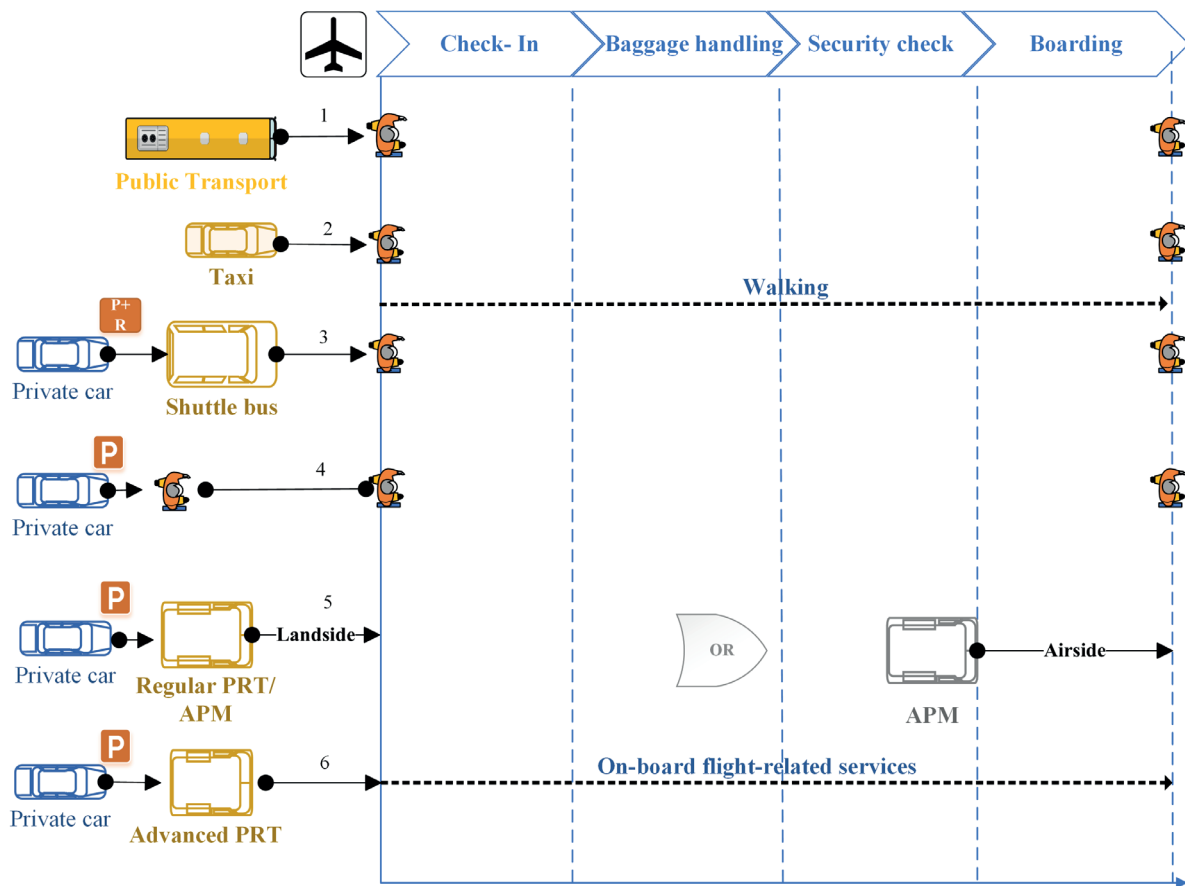 Check- In
Baggage handling
Security check
Boarding
1
Public Transport
2
Taxi
Walking
P+
R
3
Private car
Shuttle bus
P
4
Private car
P
5
Landside
OR
Airside
Private car
Regular PRT/
APM
APM
P
6
On-board flight-related services
Private car
Advanced PRT